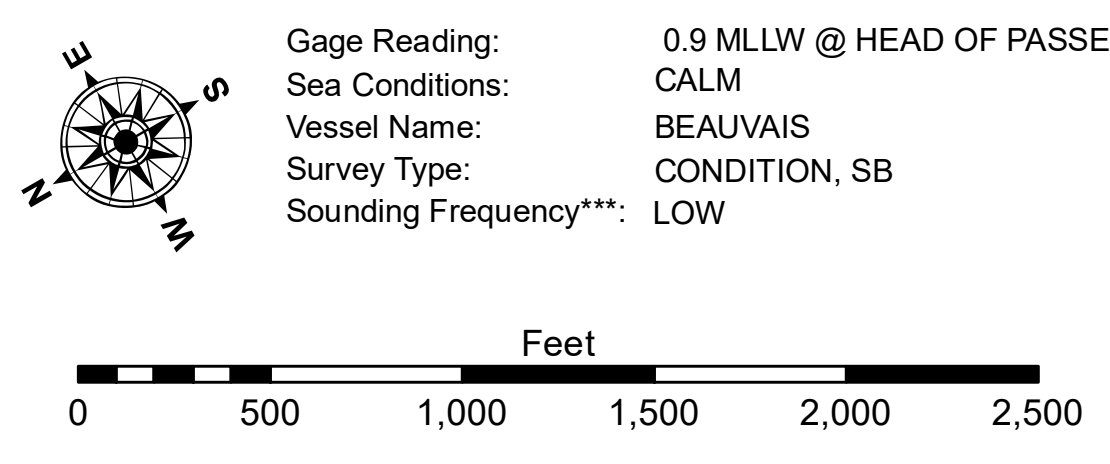 E
S
N
W
Gage Reading: 0.9 MLLW @ HEAD OF PASSE
Sea Conditions: CALM
Vessel Name: BEAUVAIS
Survey Type: CONDITION, SB
Sounding Frequency***: LOW
Feet
0 500 1,000 1,500 2,000 2,500